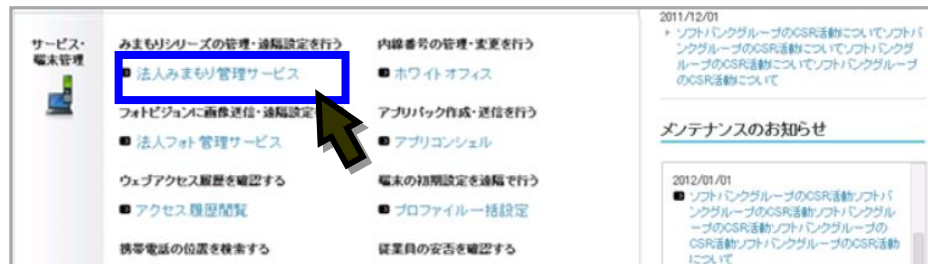 サービス・
端末管理
みまもりシリーズの管理・遠隔設定を行う
法人みまもり管理サービス
フォトビジョンに画像送信・遠隔設定
法人フォト管理サービス
ウェブアクセス履歴を確認する
アクセス履歴閲覧
携帯電話の位置を検索する
内線番号の管理・変更を行う
ホワイトオフィス
アプリパック作成・送信を行う
アプリコンシェル
端末の初期設定を遠隔で行う
プロファイル一括設定
従業員の安否を確認する
2011/12/01
ソフトバンクグループのCSR活動についてソフトバ
ンクグループのCSR活動についてソフトバンクグ
ループのCSR活動についてソフトバンクグループ
のCSR活動について
メンテナンスのお知らせ
2012/01/01
ソフトバンクグループのCSR活動ソフトバ
ンクグループのCSR活動ソフトバンクグル
ープのCSR活動ソフトバンクグループの
CSR活動ソフトバンクグループのCSR活動
について